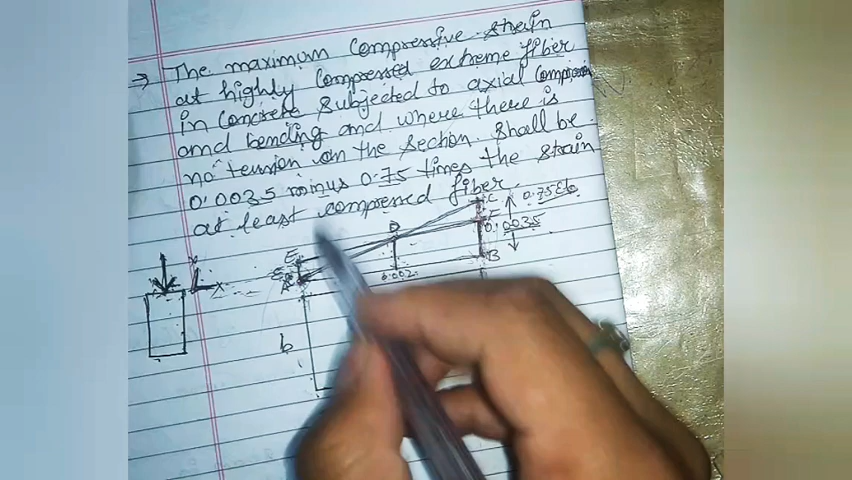 → The maximum compressive strain
at highly compressed extreme fiber
in concrete subjected to axial compression
and bending and where there is
no tension on the section shall be
0.0035 minus 0.75 times the strain
at least compressed fiber
C
0.75εb
F
0.0035
D
E
B
A
0.002
x
b